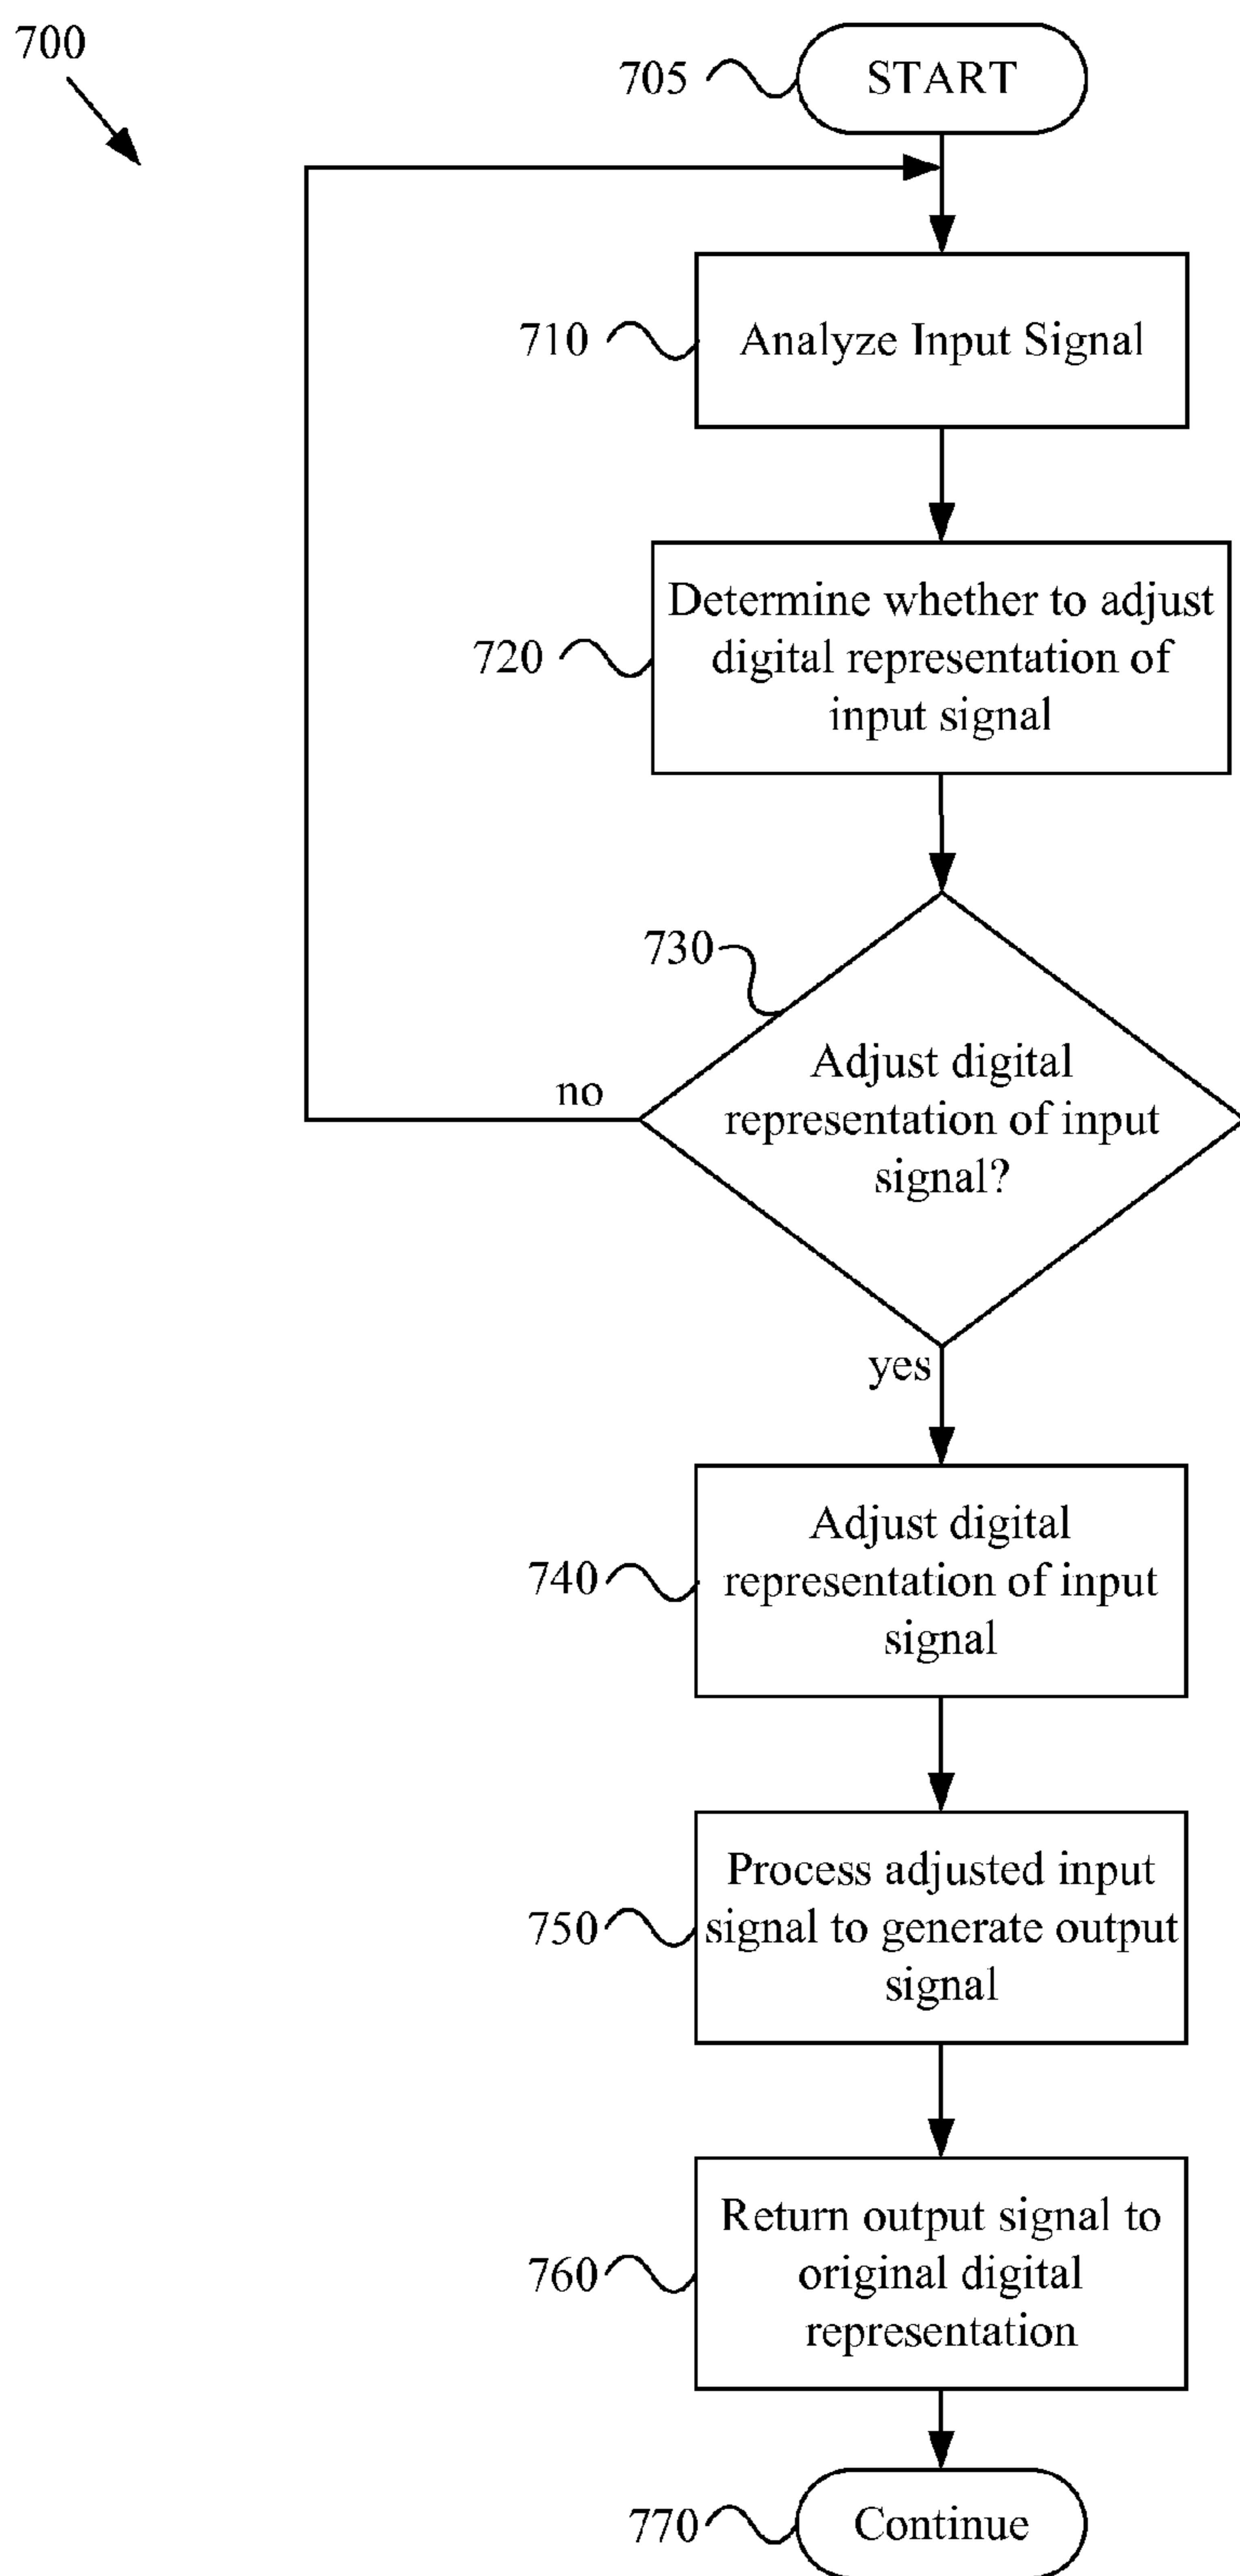 700
705
START
710
Analyze Input Signal
720
Determine whether to adjust
digital representation of
input signal
730
Adjust digital
representation of input
signal?
no
yes
740
Adjust digital
representation of input
signal
750
Process adjusted input
signal to generate output
signal
760
Return output signal to
original digital
representation
770
Continue